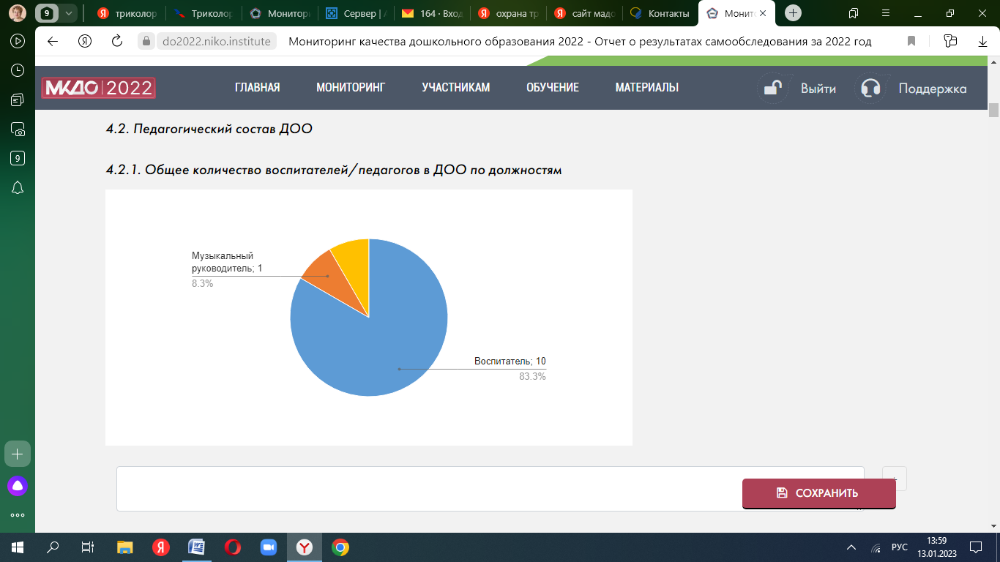 9
триколор
Триколор
Монитори
Сервер | А
164 · Вход
охрана тр
сайт мадо
Контакты
Монито
do2022.niko.institute
Мониторинг качества дошкольного образования 2022 - Отчет о результатах самообследования за 2022 год
МКДО 2022
ГЛАВНАЯ
МОНИТОРИНГ
УЧАСТНИКАМ
ОБУЧЕНИЕ
МАТЕРИАЛЫ
Выйти
Поддержка
9
4.2. Педагогический состав ДОО
4.2.1. Общее количество воспитателей/педагогов в ДОО по должностям
Музыкальный
руководитель; 1
8.3%
Воспитатель; 10
83.3%
СОХРАНИТЬ
РУС
13:59
13.01.2023